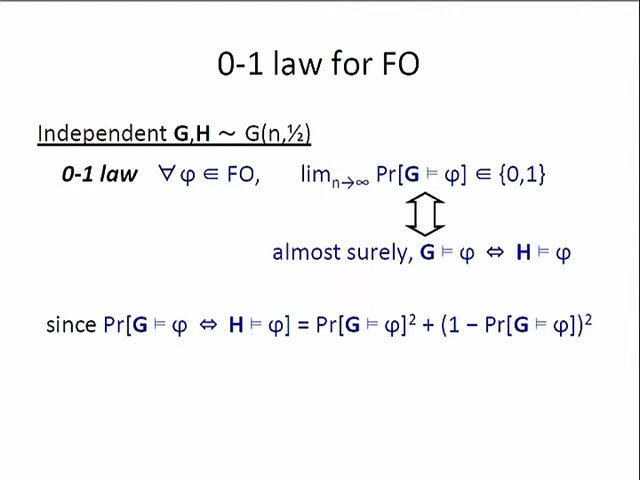 0-1 law for FO
Independent G,H ~ G(n,½)
0-1 law ∀ φ ∈ FO, limₙ→∞ Pr[G ⊨ φ] ∈ {0,1}
almost surely, G ⊨ φ ⇔ H ⊨ φ
since Pr[G ⊨ φ ⇔ H ⊨ φ] = Pr[G ⊨ φ]² + (1 − Pr[G ⊨ φ])²